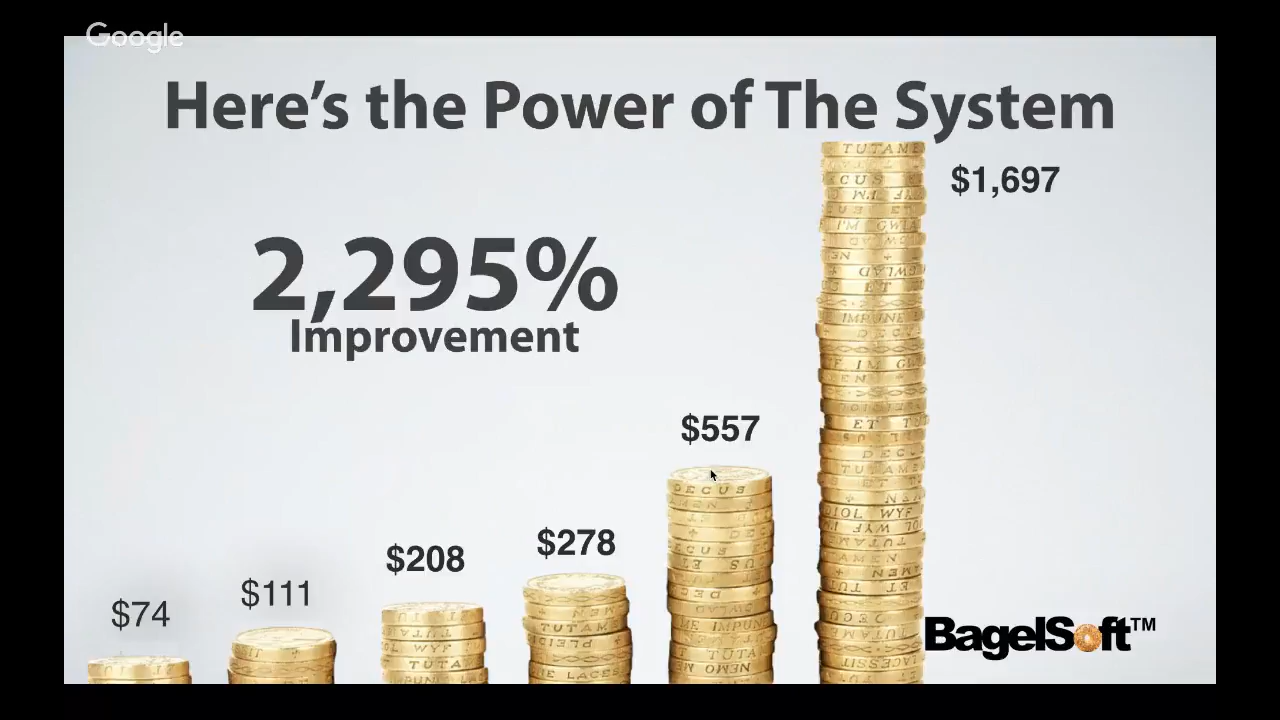 Google
Here's the Power of The System
$1,697
2,295%
Improvement
$557
$278
$208
$111
$74
BagelSoft™